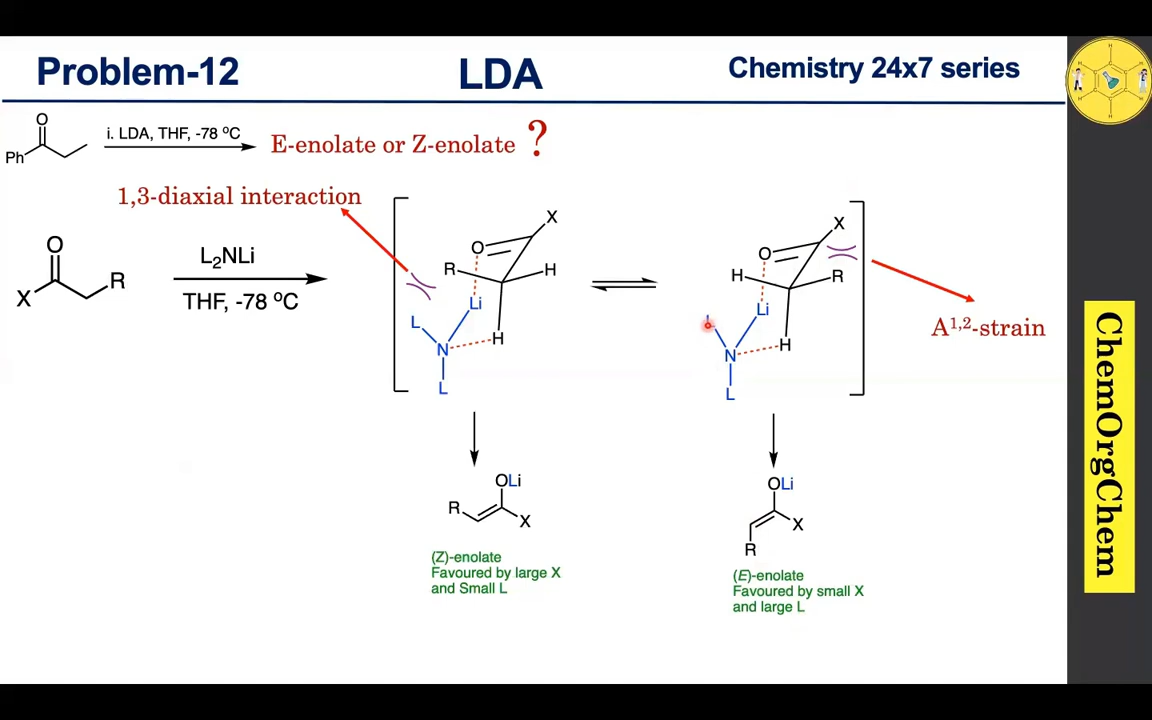 Problem-12
LDA
Chemistry 24x7 series
O
Ph
i. LDA, THF, -78 ºC
E-enolate or Z-enolate ?
1,3-diaxial interaction
O
X
R
L₂NLi
THF, -78 ºC
X
O
R
H
Li
L
N
H
L
X
O
H
R
Li
N
H
L
A¹,²-strain
OLi
R
X
(Z)-enolate
Favoured by large X
and Small L
OLi
X
R
(E)-enolate
Favoured by small X
and large L
ChemOrgChem